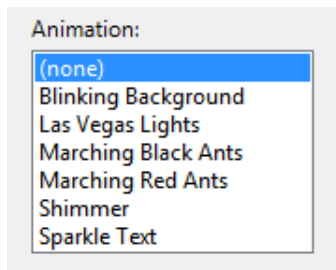 Animation:
(none)
Blinking Background
Las Vegas Lights
Marching Black Ants
Marching Red Ants
Shimmer
Sparkle Text